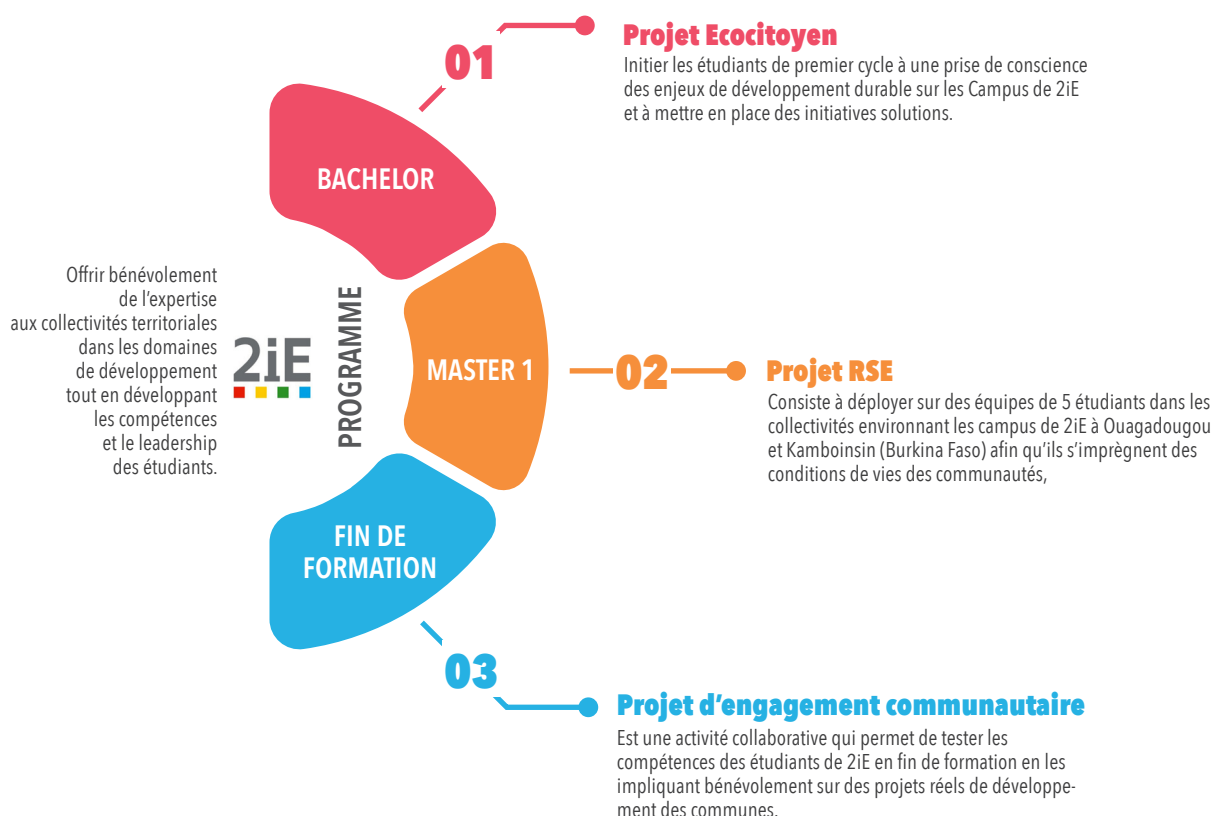 01
Projet Ecocitoyen
Initier les étudiants de premier cycle à une prise de conscience
des enjeux de développement durable sur les Campus de 2iE
et à mettre en place des initiatives solutions.
BACHELOR
Offrir bénévolement
de l'expertise
aux collectivités territoriales
dans les domaines
de développement
tout en développant
les compétences
et le leadership
des étudiants.
2iE
PROGRAMME
MASTER 1
02
Projet RSE
Consiste à déployer sur des équipes de 5 étudiants dans les
collectivités environnant les campus de 2iE à Ouagadougou
et Kamboinsin (Burkina Faso) afin qu'ils s'imprègnent des
conditions de vies des communautés,
FIN DE
FORMATION
03
Projet d'engagement communautaire
Est une activité collaborative qui permet de tester les
compétences des étudiants de 2iE en fin de formation en les
impliquant bénévolement sur des projets réels de développe-
ment des communes.